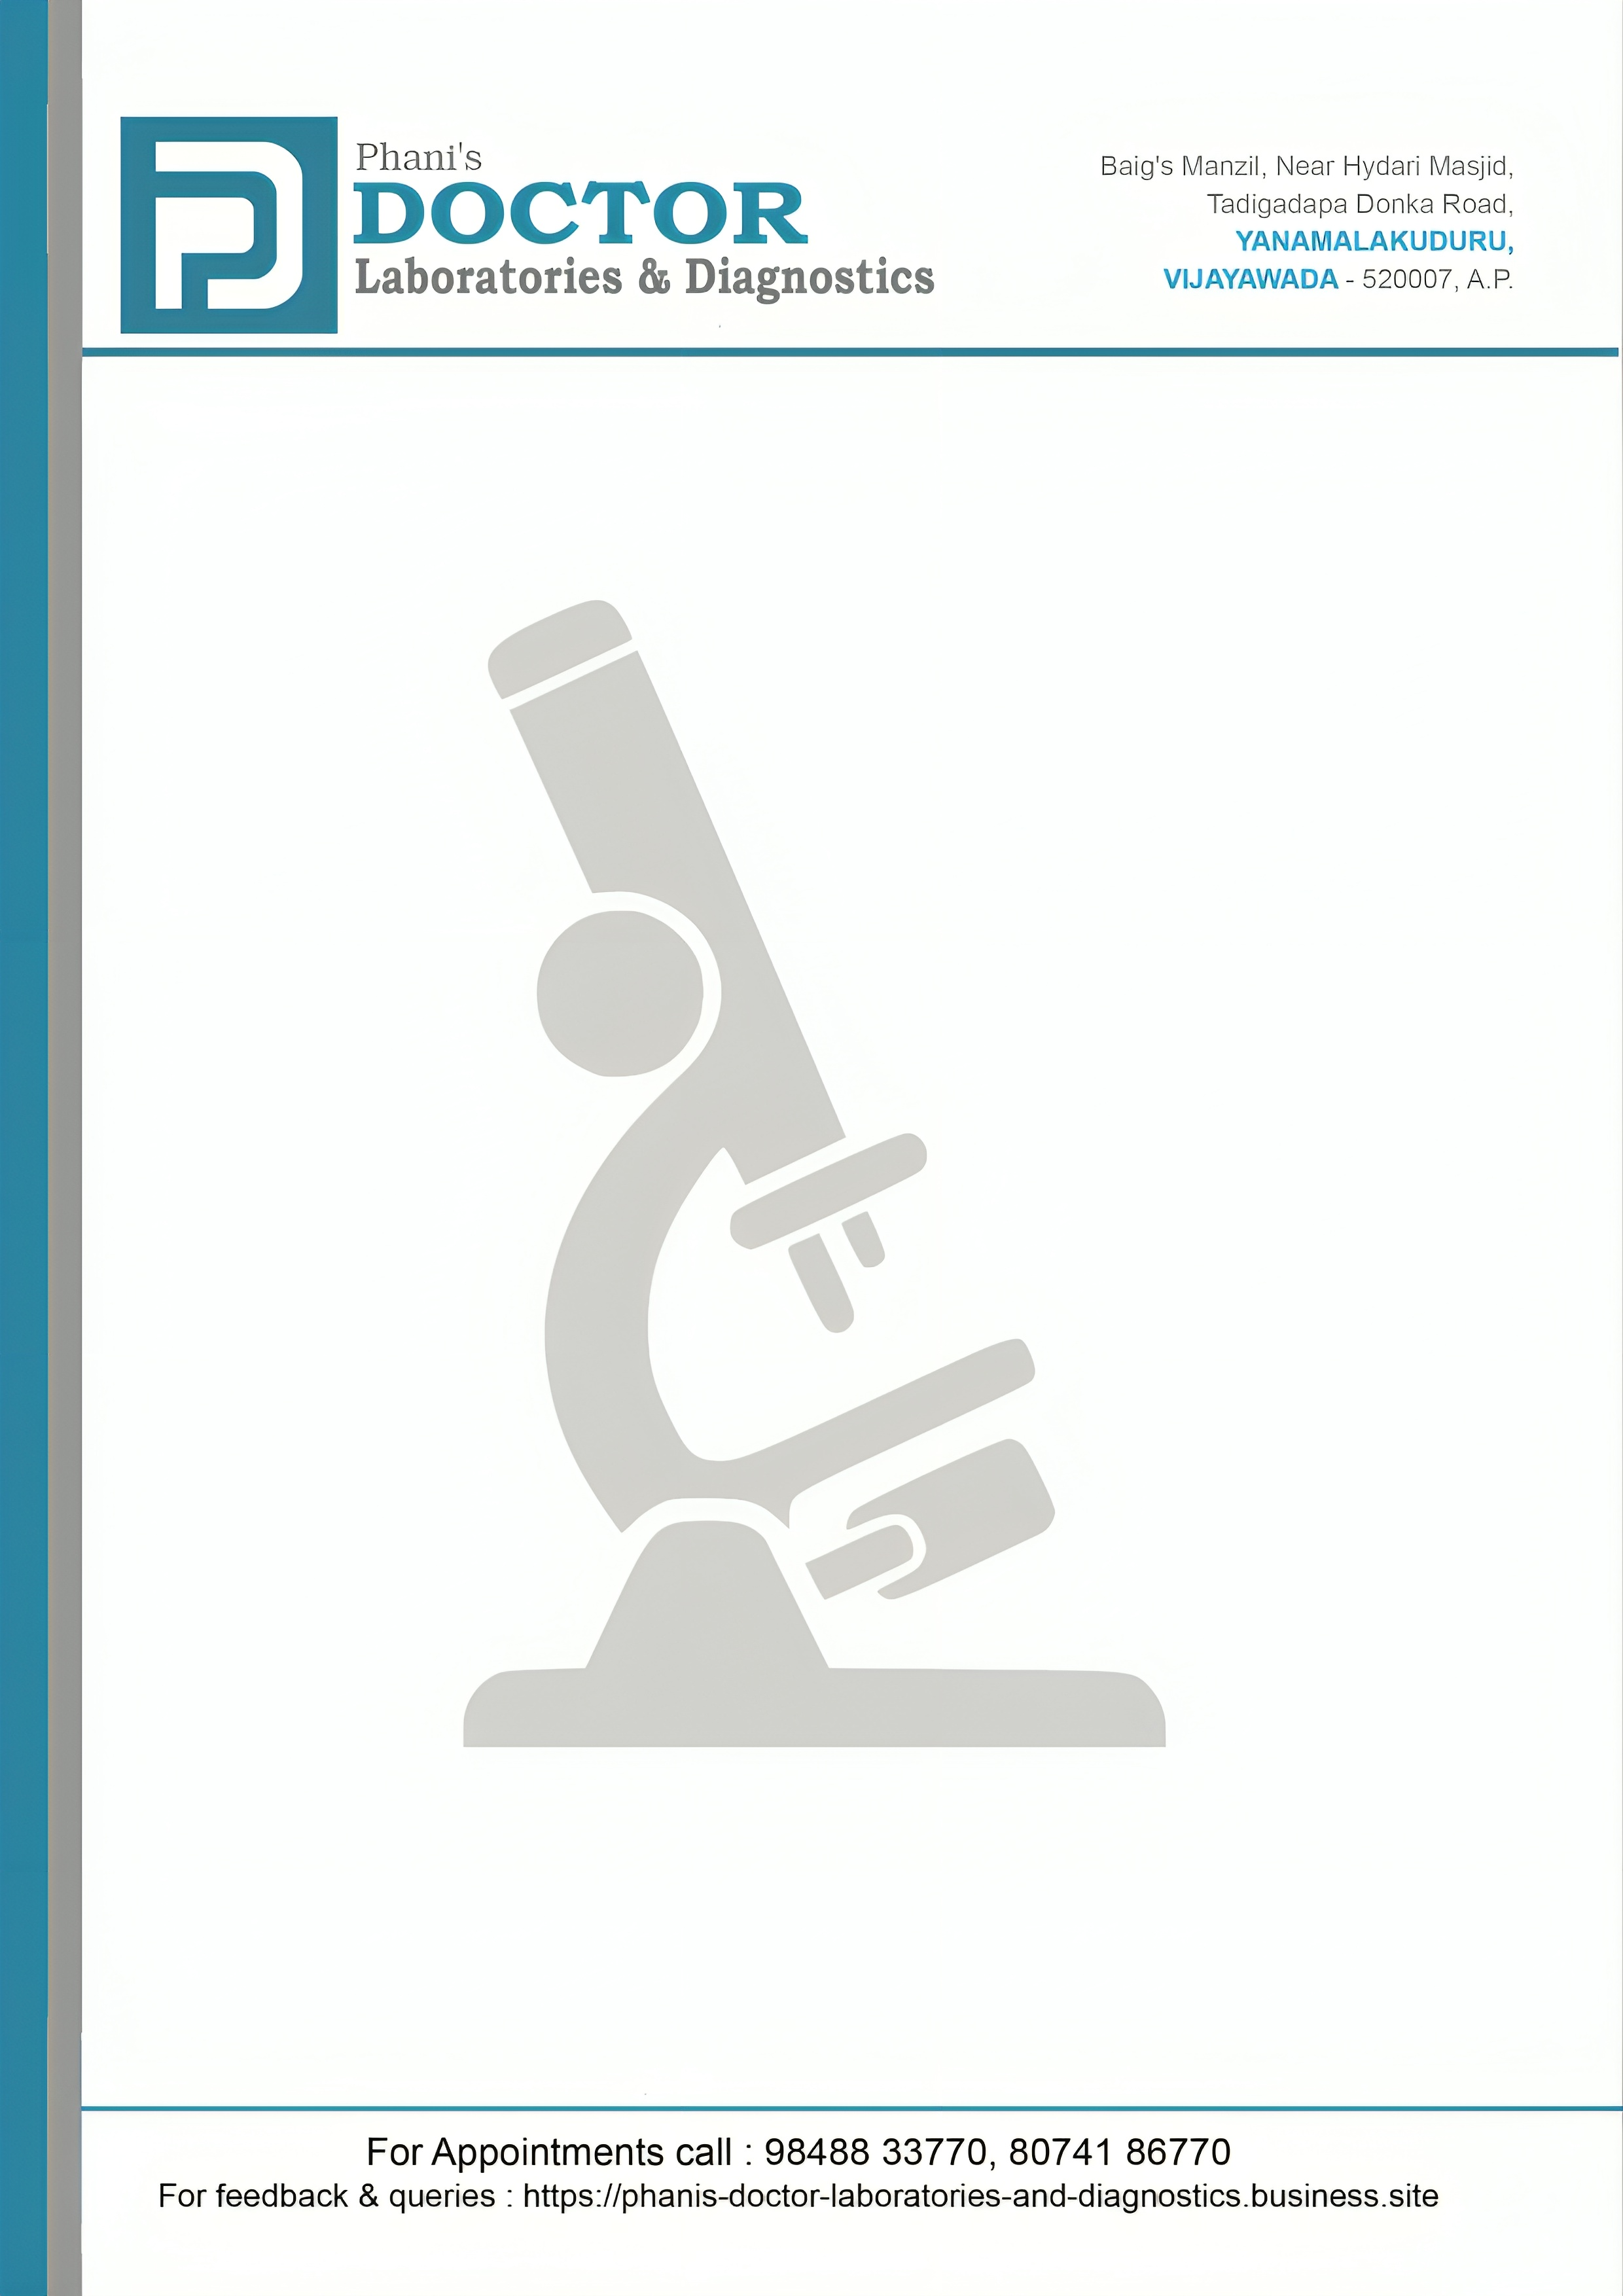 Phani's
DOCTOR
Laboratories & Diagnostics
Baig's Manzil, Near Hydari Masjid,
Tadigadapa Donka Road,
YANAMALAKUDURU,
VIJAYAWADA - 520007, A.P.
For Appointments call : 98488 33770, 80741 86770
For feedback & queries : https://phanis-doctor-laboratories-and-diagnostics.business.site